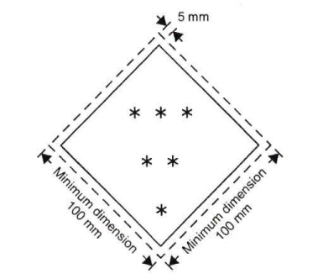 5 mm
* * *
* *
*
Minimum dimension
100 mm
Minimum dimension
100 mm